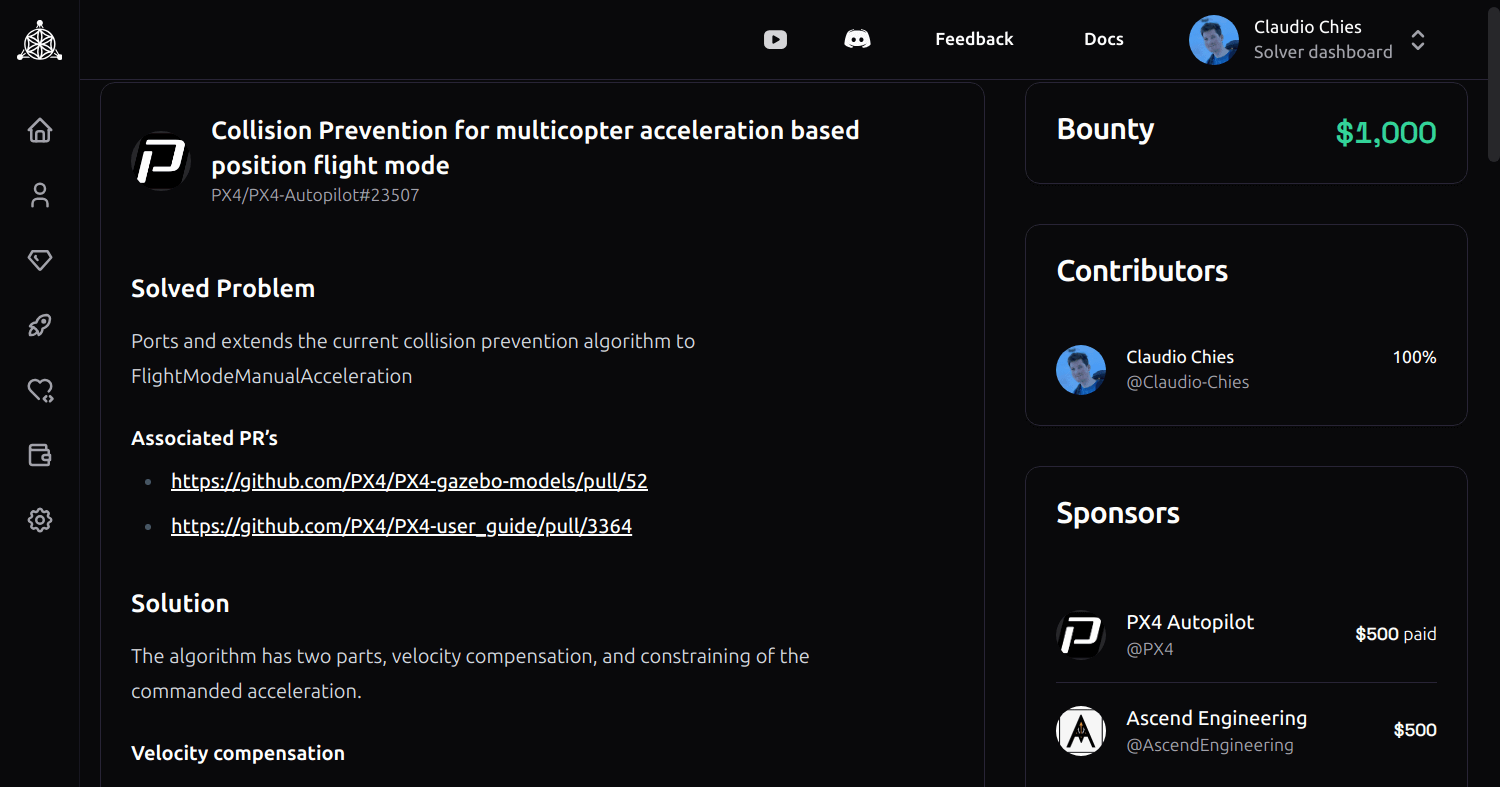 Feedback
Docs
Claudio Chies
Solver dashboard
Collision Prevention for multicopter acceleration based
position flight mode
PX4/PX4-Autopilot#23507
Solved Problem
Ports and extends the current collision prevention algorithm to
FlightModeManualAcceleration
Associated PR’s
https://github.com/PX4/PX4-gazebo-models/pull/52
https://github.com/PX4/PX4-user_guide/pull/3364
Solution
The algorithm has two parts, velocity compensation, and constraining of the
commanded acceleration.
Velocity compensation
Bounty $1,000
Contributors
Claudio Chies 100%
@Claudio-Chies
Sponsors
PX4 Autopilot $500 paid
@PX4
Ascend Engineering $500
@AscendEngineering